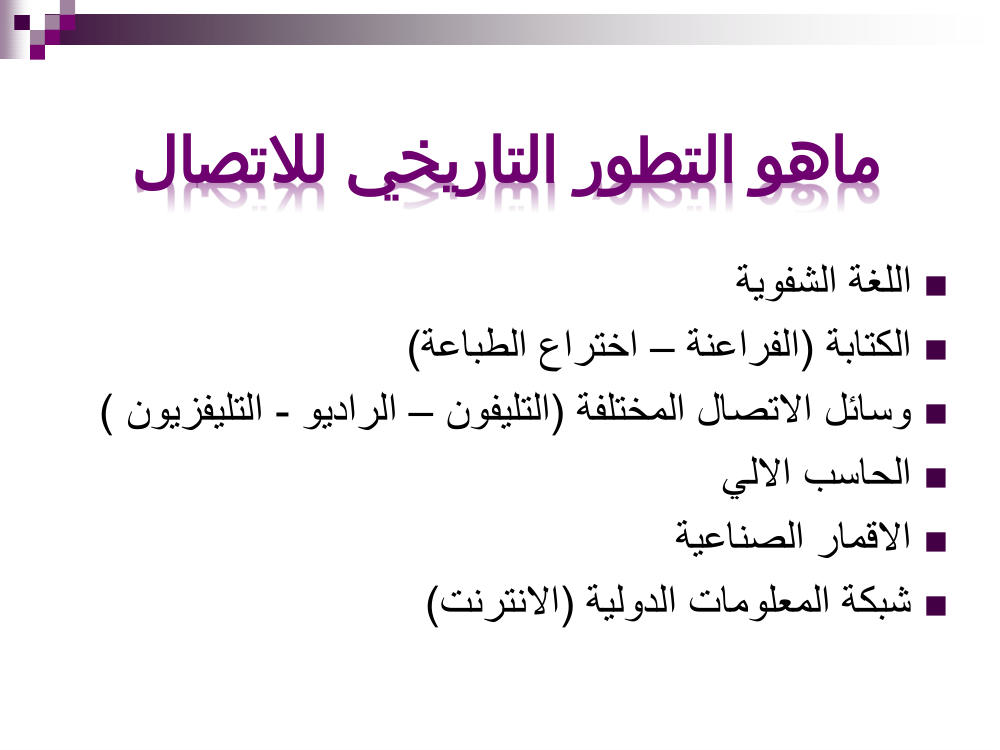 ماهو التطور التاريخى للاتصال
اللغة الشفوية
الكتابة (الفراعنة – اختراع الطباعة)
وسائل الاتصال المختلفة (التليفون – الراديو - التليفزيون )
الحاسب الالي
الاقمار الصناعية
شبكة المعلومات الدولية (الانترنت)